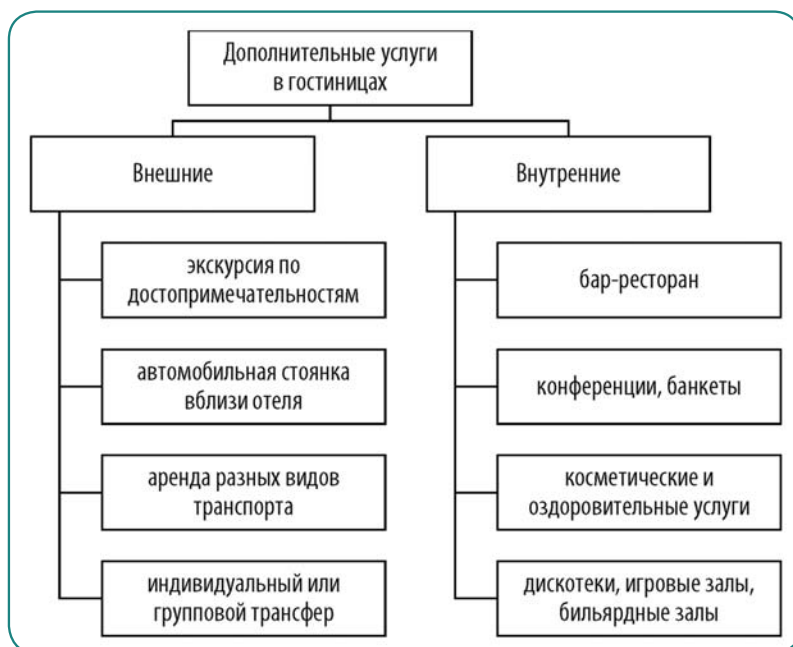 Дополнительные услуги
в гостиницах
Внешние
экскурсия по
достопримечательностям
автомобильная стоянка
вблизи отеля
аренда разных видов
транспорта
индивидуальный или
групповой трансфер
Внутренние
бар-ресторан
конференции, банкеты
косметические и
оздоровительные услуги
дискотеки, игровые залы,
бильярдные залы